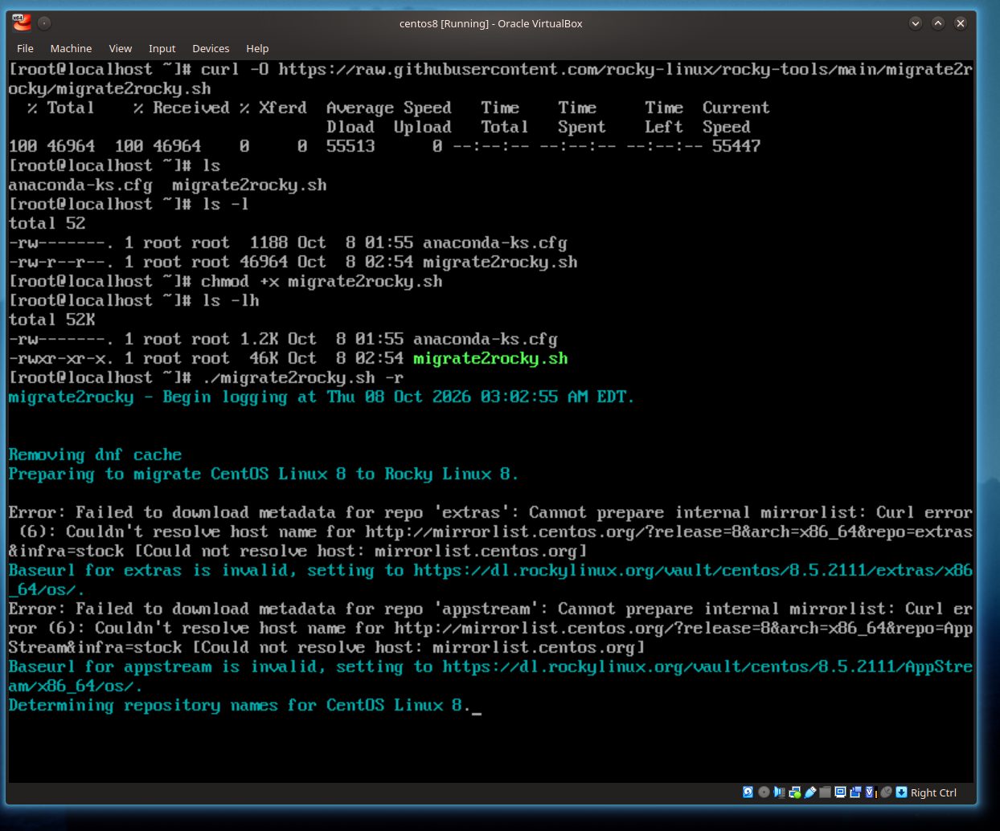 x64
centos8 [Running] - Oracle VirtualBox
File Machine View Input Devices Help
[root@localhost ~]# curl -O https://raw.githubusercontent.com/rocky-linux/rocky-tools/main/migrate2r
ocky/migrate2rocky.sh
  % Total    % Received % Xferd  Average Speed   Time    Time     Time  Current
                                 Dload  Upload   Total   Spent    Left  Speed
100 46964  100 46964    0     0  55513      0 --:--:-- --:--:-- --:--:-- 55447
[root@localhost ~]# ls
anaconda-ks.cfg  migrate2rocky.sh
[root@localhost ~]# ls -l
total 52
-rw-------. 1 root root  1188 Oct  8 01:55 anaconda-ks.cfg
-rw-r--r--. 1 root root 46964 Oct  8 02:54 migrate2rocky.sh
[root@localhost ~]# chmod +x migrate2rocky.sh
[root@localhost ~]# ls -lh
total 52K
-rw-------. 1 root root 1.2K Oct  8 01:55 anaconda-ks.cfg
-rwxr-xr-x. 1 root root  46K Oct  8 02:54 migrate2rocky.sh
[root@localhost ~]# ./migrate2rocky.sh -r
migrate2rocky - Begin logging at Thu 08 Oct 2026 03:02:55 AM EDT.
Removing dnf cache
Preparing to migrate CentOS Linux 8 to Rocky Linux 8.
Error: Failed to download metadata for repo 'extras': Cannot prepare internal mirrorlist: Curl error
 (6): Couldn't resolve host name for http://mirrorlist.centos.org/?release=8&arch=x86_64&repo=extras
&infra=stock [Could not resolve host: mirrorlist.centos.org]
Baseurl for extras is invalid, setting to https://dl.rockylinux.org/vault/centos/8.5.2111/extras/x86
_64/os/.
Error: Failed to download metadata for repo 'appstream': Cannot prepare internal mirrorlist: Curl er
ror (6): Couldn't resolve host name for http://mirrorlist.centos.org/?release=8&arch=x86_64&repo=App
Stream&infra=stock [Could not resolve host: mirrorlist.centos.org]
Baseurl for appstream is invalid, setting to https://dl.rockylinux.org/vault/centos/8.5.2111/AppStre
am/x86_64/os/.
Determining repository names for CentOS Linux 8._
Right Ctrl